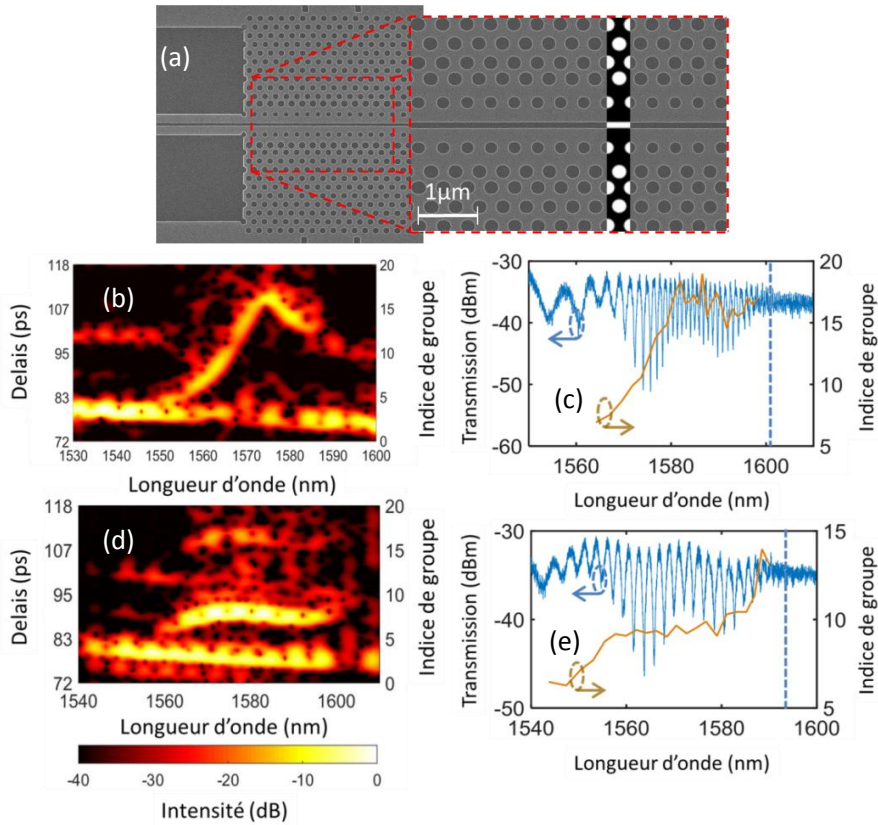 (a)
1µm
118
107
95
83
72
Delais (ps)
(b)
20
15
10
5
0
Indice de groupe
1530 1540 1550 1560 1570 1580 1590 1600
Longueur d'onde (nm)
-30
-40
-50
-60
Transmission (dBm)
(c)
20
15
10
5
Indice de groupe
1560 1580 1600
Longueur d'onde (nm)
118
107
95
83
72
Delais (ps)
(d)
20
15
10
5
0
Indice de groupe
1540 1560 1580 1600
Longueur d'onde (nm)
-40 -30 -20 -10 0
Intensité (dB)
-30
-40
-50
Transmission (dBm)
(e)
15
10
5
Indice de groupe
1540 1560 1580 1600
Longueur d'onde (nm)